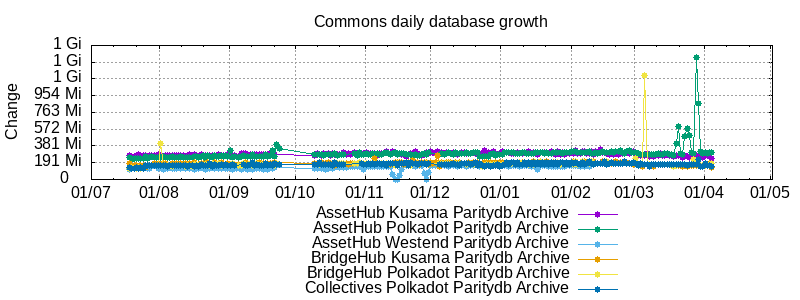 Commons daily database growth
Change
1 Gi
1 Gi
1 Gi
954 Mi
763 Mi
572 Mi
381 Mi
191 Mi
0
01/07 01/08 01/09 01/10 01/11 01/12 01/01 01/02 01/03 01/04 01/05
AssetHub Kusama Paritydb Archive
AssetHub Polkadot Paritydb Archive
AssetHub Westend Paritydb Archive
BridgeHub Kusama Paritydb Archive
BridgeHub Polkadot Paritydb Archive
Collectives Polkadot Paritydb Archive